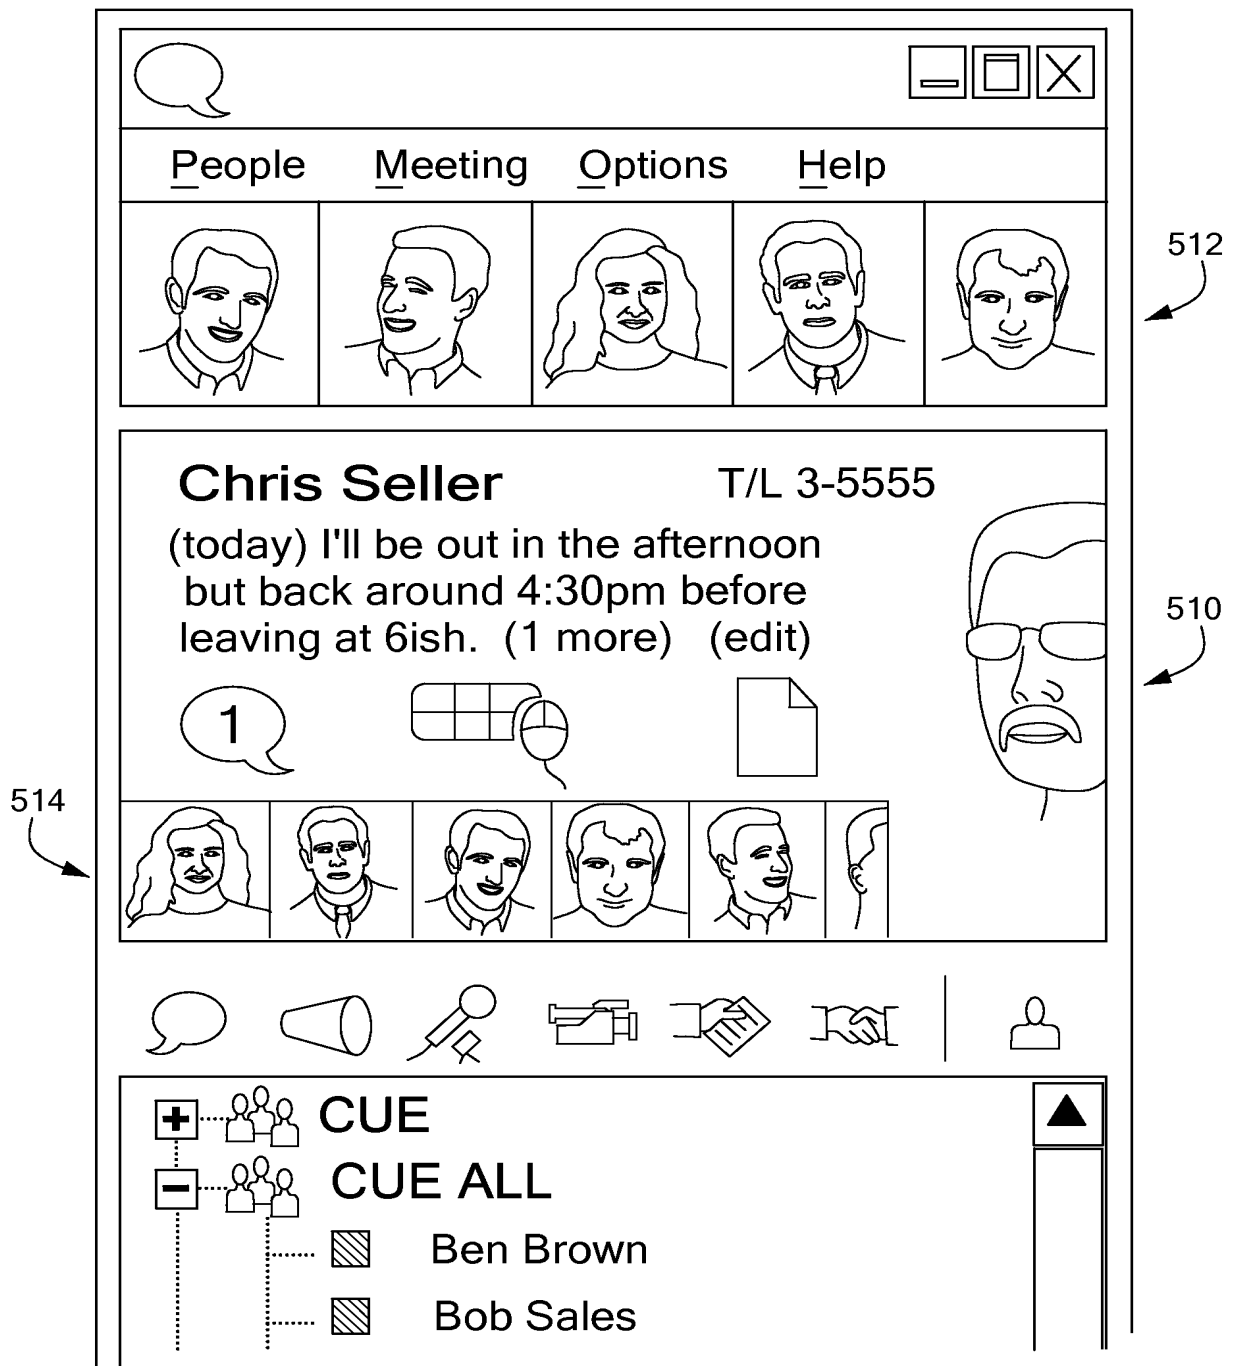 People Meeting Options Help
512
Chris Seller T/L 3-5555
(today) I'll be out in the afternoon
but back around 4:30pm before
leaving at 6ish. (1 more) (edit)
510
1
514
CUE
CUE ALL
Ben Brown
Bob Sales